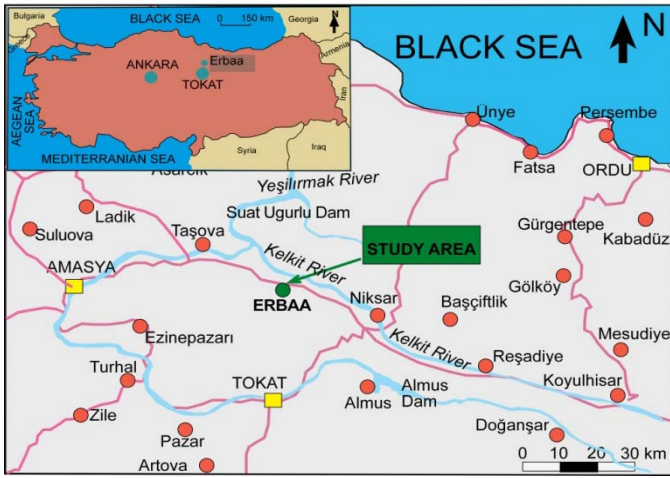 Bulgaria
BLACK SEA
0 150 km
N
Georgia
Greece
Armenia
ANKARA
Erbaa
TOKAT
Iran
AEGEAN
SEA
MEDITERRANIAN SEA
Syria
Iraq
BLACK SEA
N
Ünye
Perşembe
Fatsa
ORDU
Yeşilırmak River
Ladik
Suat Ugurlu Dam
Suluova
Taşova
Gürgentepe
Kabadüz
STUDY AREA
Kelkit River
AMASYA
ERBAA
Gölköy
Niksar
Başçiftlik
Ezinepazarı
Kelkit River
Mesudiye
Reşadiye
Turhal
TOKAT
Almus
Almus
Dam
Koyulhisar
Zile
Pazar
Doğanşar
Artova
0 10 20 30 km